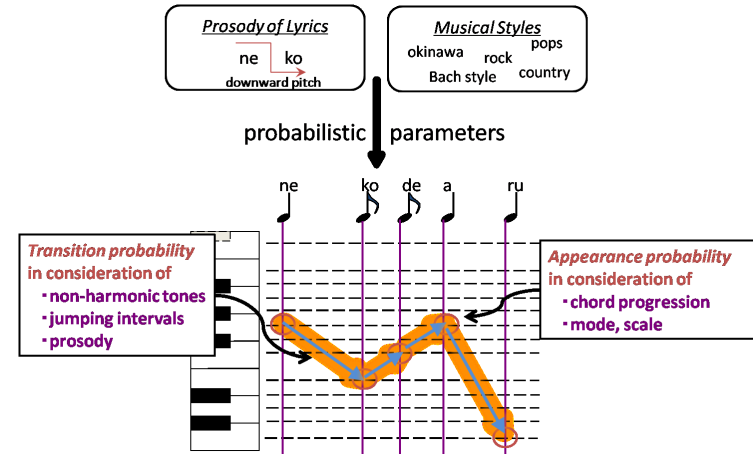 Prosody of Lyrics
ne ko
downward pitch
Musical Styles
okinawa rock pops
Bach style country
probabilistic parameters
ne ko de a ru
Transition probability
in consideration of
▪ non-harmonic tones
▪ jumping intervals
▪ prosody
Appearance probability
in consideration of
▪ chord progression
▪ mode, scale